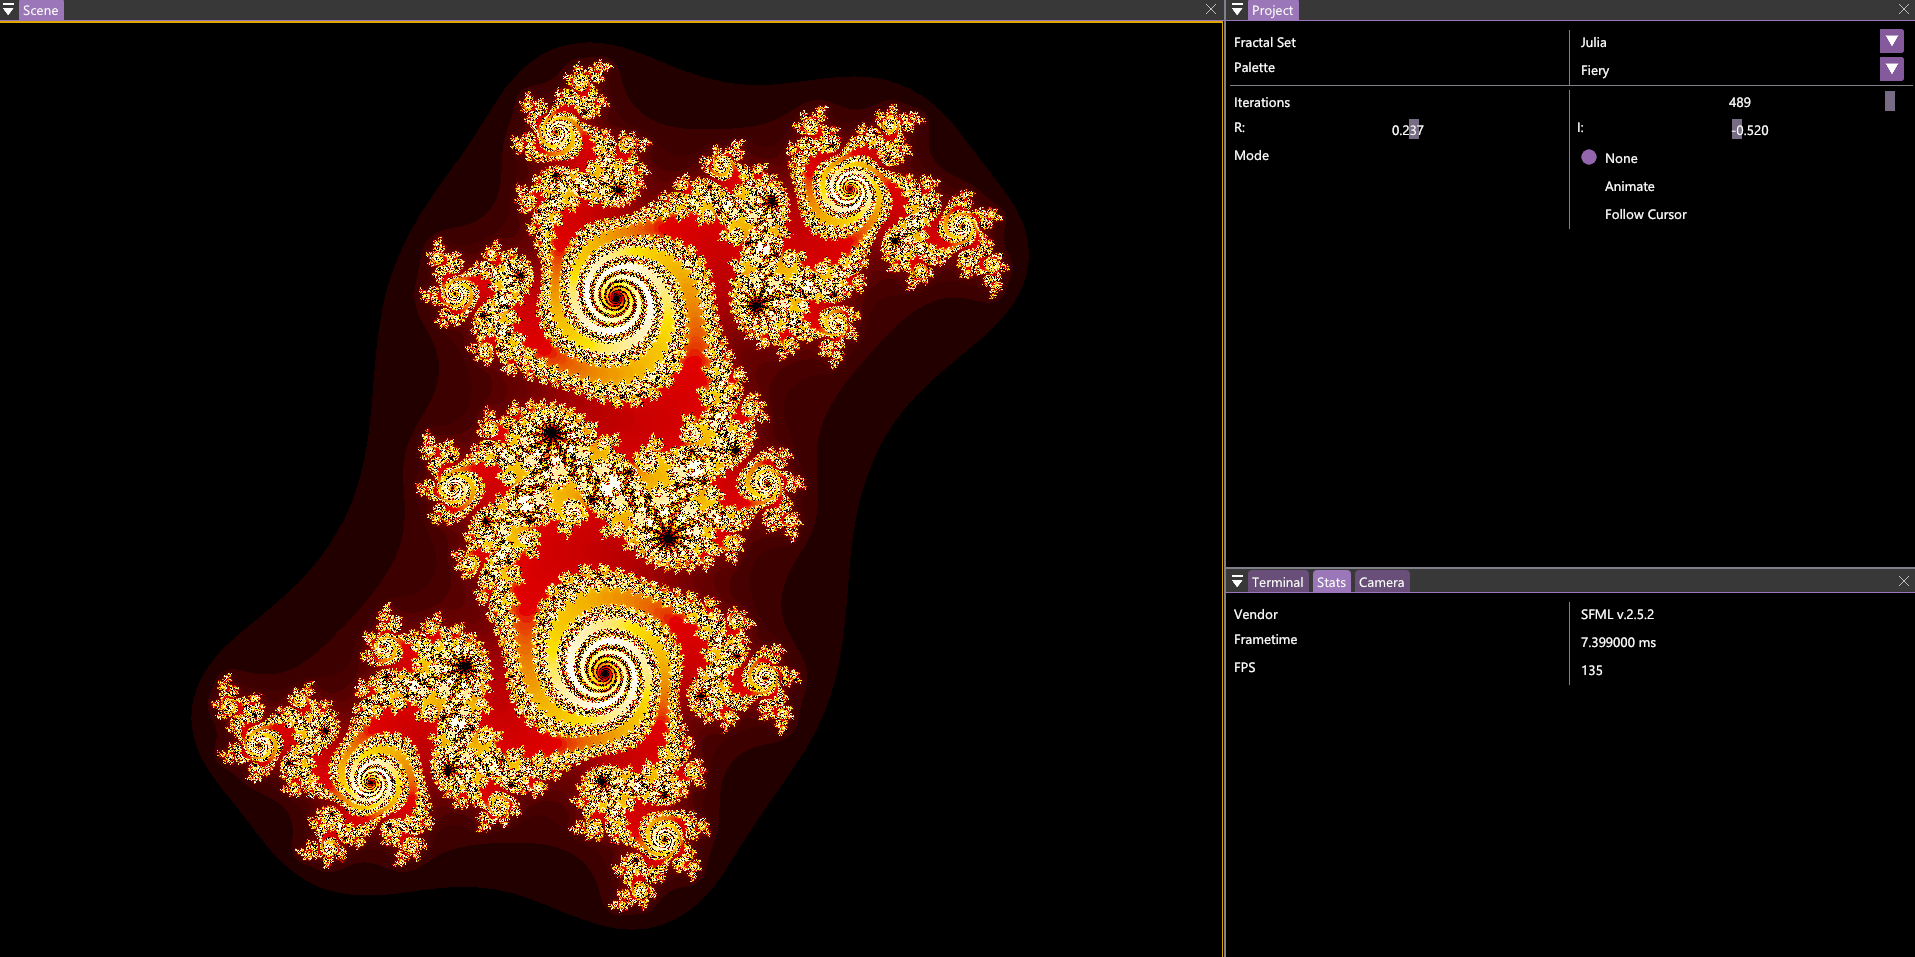 Scene
Project
Fractal Set Julia
Palette Fiery
Iterations 489
R: 0.237 I: -0.520
Mode None
Animate
Follow Cursor
Terminal Stats Camera
Vendor SFML v.2.5.2
Frametime 7.399000 ms
FPS 135